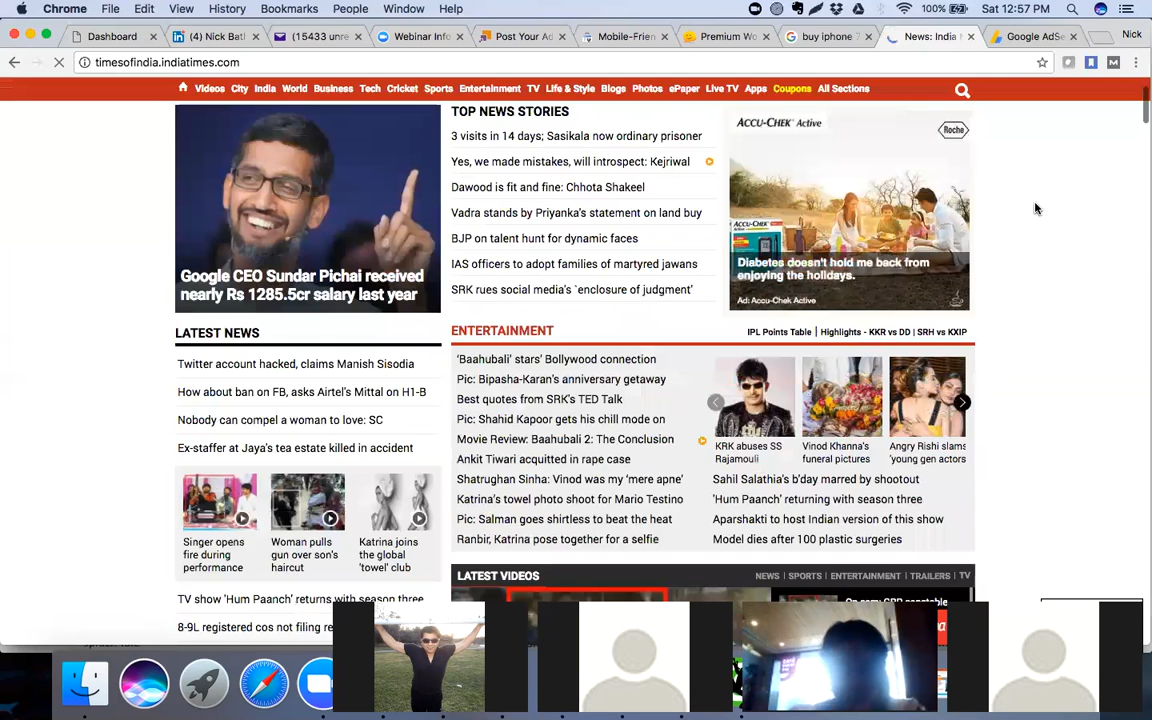 Chrome File Edit View History Bookmarks People Window Help 100% Sat 12:57 PM
Dashboard (4) Nick Batl (15433 unre Webinar Info Post Your Ad Mobile-Frien Premium Wo buy iphone 7 News: India N Google AdSe Nick
timesofindia.indiatimes.com
Videos City India World Business Tech Cricket Sports Entertainment TV Life & Style Blogs Photos ePaper Live TV Apps Coupons All Sections
Google CEO Sundar Pichai received
nearly Rs 1285.5cr salary last year
LATEST NEWS
Twitter account hacked, claims Manish Sisodia
How about ban on FB, asks Airtel's Mittal on H1-B
Nobody can compel a woman to love: SC
Ex-staffer at Jaya's tea estate killed in accident
Singer opens
fire during
performance
Woman pulls
gun over son's
haircut
Katrina joins
the global
'towel' club
TV show 'Hum Paanch' returns with season three
8-9L registered cos not filing re
TOP NEWS STORIES
3 visits in 14 days; Sasikala now ordinary prisoner
Yes, we made mistakes, will introspect: Kejriwal
Dawood is fit and fine: Chhota Shakeel
Vadra stands by Priyanka's statement on land buy
BJP on talent hunt for dynamic faces
IAS officers to adopt families of martyred jawans
SRK rues social media's `enclosure of judgment'
ACCU-CHEK Active
Roche
ACCU-CHEK Active
Diabetes doesn't hold me back from
enjoying the holidays.
Ad: Accu-Chek Active
ENTERTAINMENT
IPL Points Table | Highlights - KKR vs DD | SRH vs KXIP
'Baahubali' stars' Bollywood connection
Pic: Bipasha-Karan's anniversary getaway
Best quotes from SRK's TED Talk
Pic: Shahid Kapoor gets his chill mode on
Movie Review: Baahubali 2: The Conclusion
Ankit Tiwari acquitted in rape case
Shatrughan Sinha: Vinod was my 'mere apne'
Katrina's towel photo shoot for Mario Testino
Pic: Salman goes shirtless to beat the heat
Ranbir, Katrina pose together for a selfie
KRK abuses SS
Rajamouli
Vinod Khanna's
funeral pictures
Angry Rishi slams
'young gen actors
Sahil Salathia's b'day marred by shootout
'Hum Paanch' returning with season three
Aparshakti to host Indian version of this show
Model dies after 100 plastic surgeries
LATEST VIDEOS
NEWS | SPORTS | ENTERTAINMENT | TRAILERS | TV